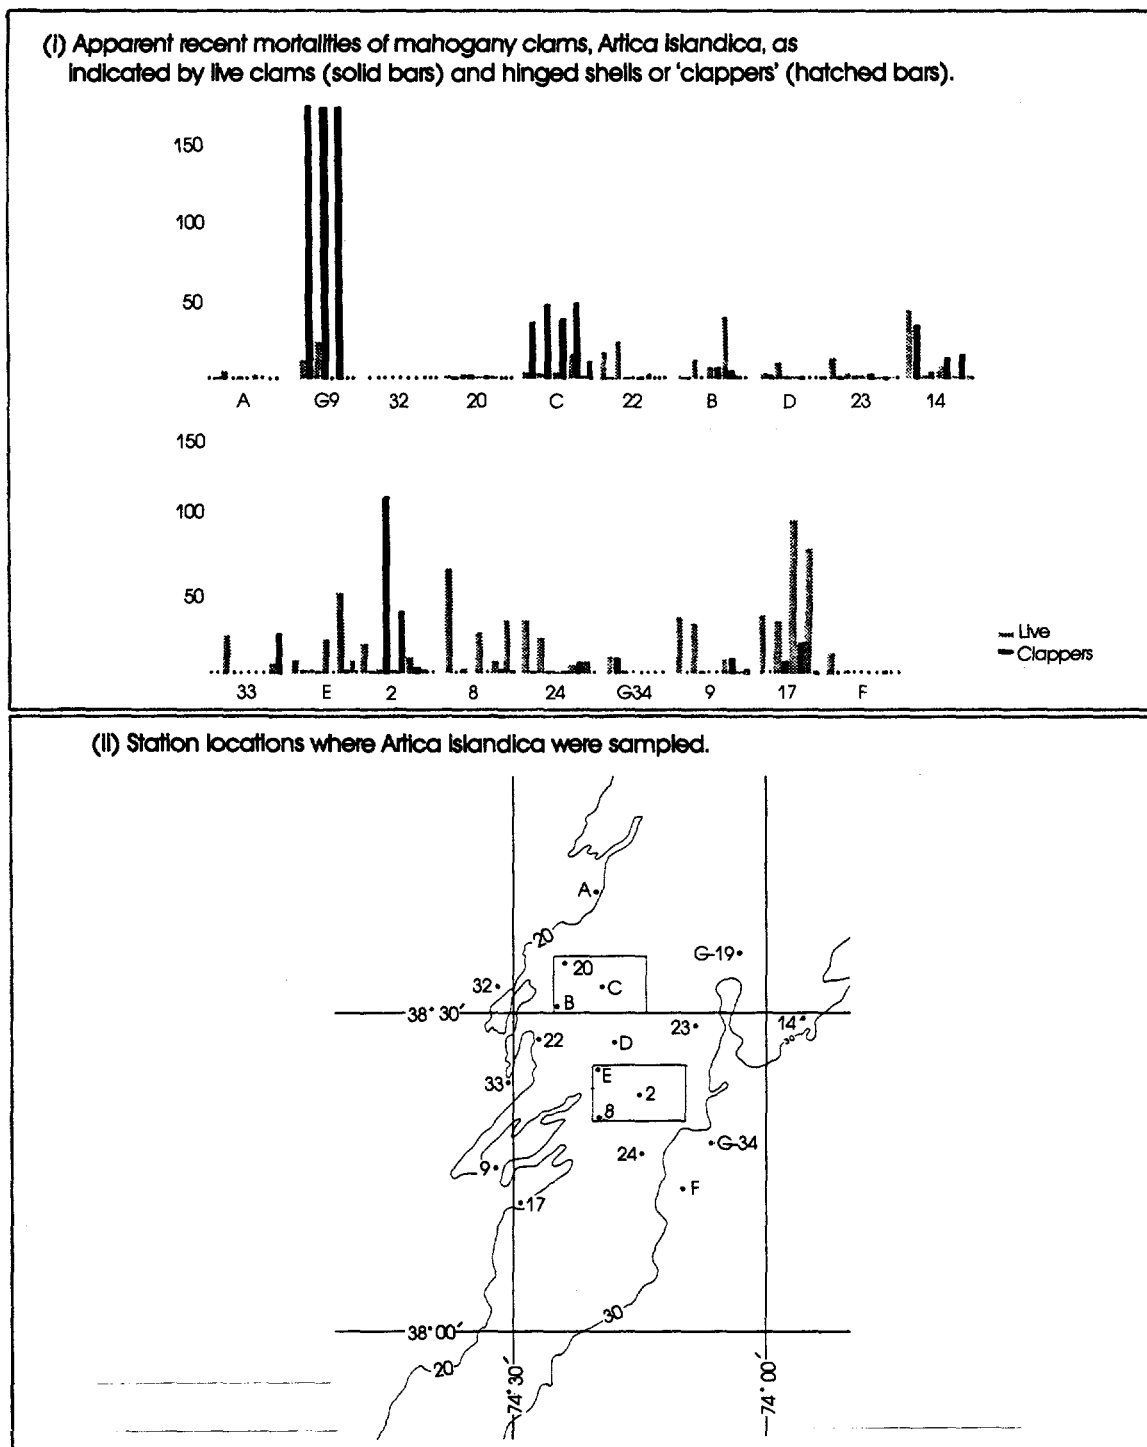 (i) Apparent recent mortalities of mahogany clams, Artica islandica, as
indicated by live clams (solid bars) and hinged shells or 'clappers' (hatched bars).
150
100
50
A G9 32 20 C 22 B D 23 14
150
100
50
Live
Clappers
33 E 2 8 24 G34 9 17 F
(ii) Station locations where Artica islandica were sampled.
A
20
G-19
20
32
C
B
38°30′
14
23
22
D
30
E
33
2
8
G-34
24
9
F
17
30
38°00′
20
74°30′
74°00′